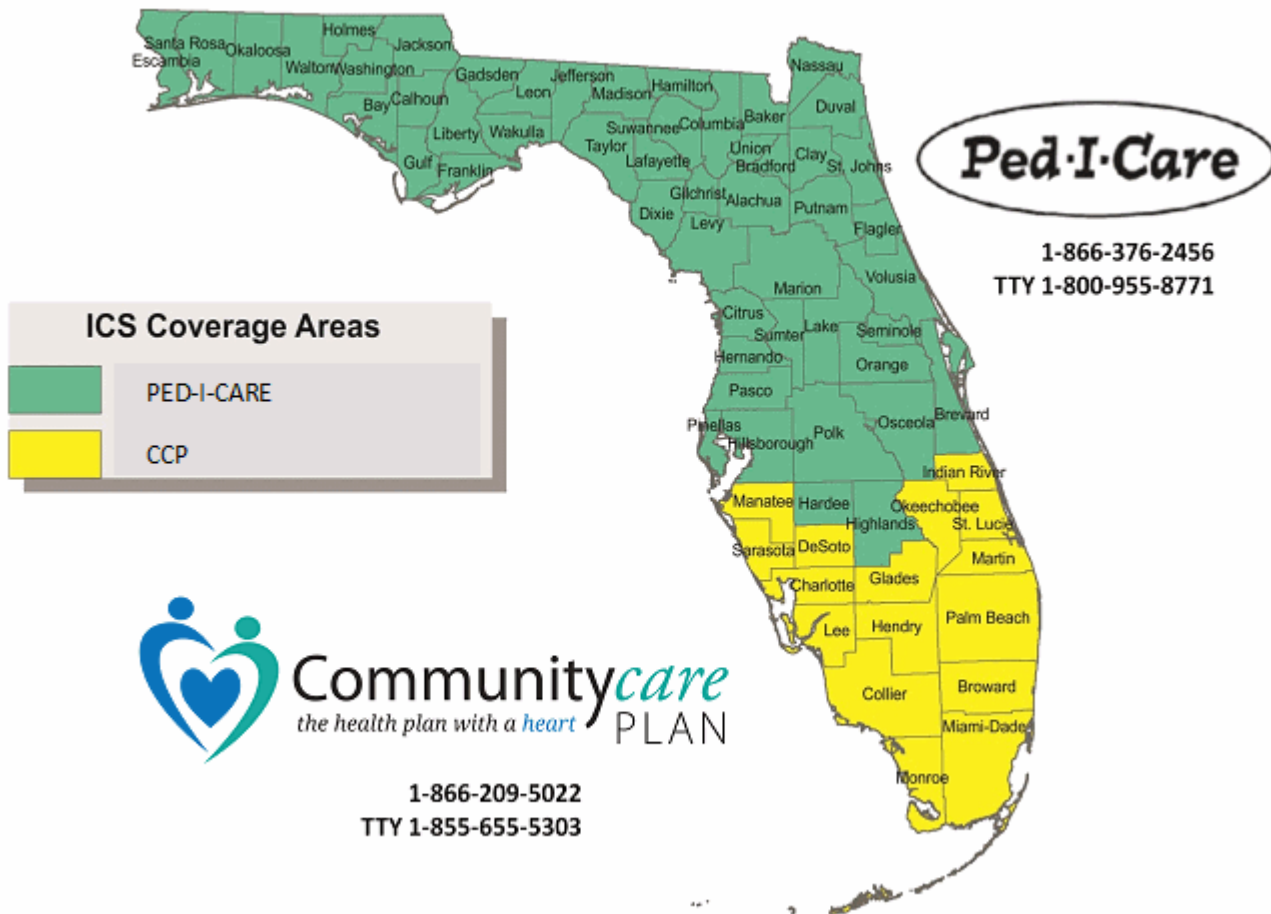 Holmes
Santa Rosa
Okaloosa
Jackson
Escambia
Walton
Washington
Gadsden
Jefferson
Hamilton
Nassau
Leon
Madison
Bay
Calhoun
Duval
Baker
Liberty
Wakulla
Suwannee
Columbia
Taylor
Union
Lafayette
Bradford
Clay
St. Johns
Gulf
Franklin
Gilchrist
Alachua
Putnam
Dixie
Levy
Flagler
Ped·I·Care
1-866-376-2456
TTY 1-800-955-8771
Volusia
Marion
Citrus
Sumter
Lake
Seminole
Hernando
Orange
Pasco
Brevard
Osceola
Pinellas
Hillsborough
Polk
ICS Coverage Areas
PED-I-CARE
CCP
Indian River
Manatee
Hardee
Okeechobee
Highlands
St. Lucie
Sarasota
DeSoto
Martin
Charlotte
Glades
Palm Beach
Lee
Hendry
Collier
Broward
Miami-Dade
Monroe
Communitycare
the health plan with a heart
PLAN
1-866-209-5022
TTY 1-855-655-5303